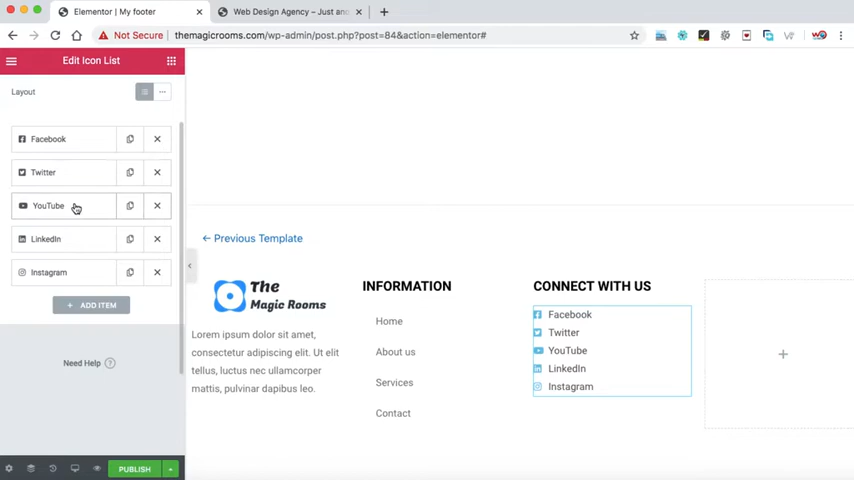 Elementor | My footer
Web Design Agency – Just an
Not Secure
themagicrooms.com/wp-admin/post.php?post=84&action=elementor#
Edit Icon List
Layout
Facebook
Twitter
YouTube
LinkedIn
Instagram
+ ADD ITEM
Need Help ?
PUBLISH
← Previous Template
The
Magic Rooms
Lorem ipsum dolor sit amet,
consectetur adipiscing elit. Ut elit
tellus, luctus nec ullamcorper
mattis, pulvinar dapibus leo.
INFORMATION
Home
About us
Services
Contact
CONNECT WITH US
Facebook
Twitter
YouTube
LinkedIn
Instagram